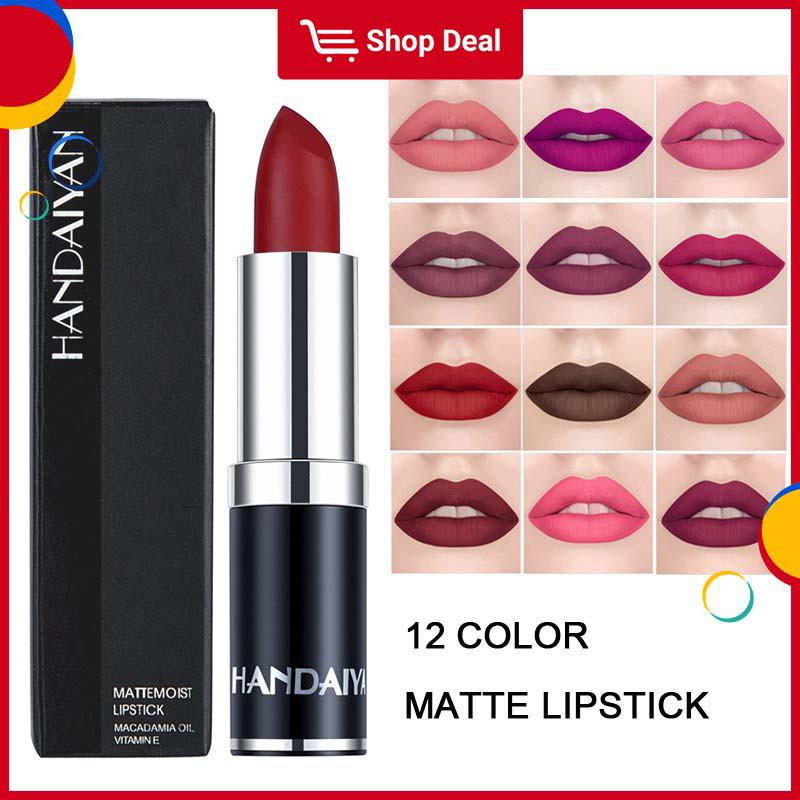 Shop Deal
HANDAIYAN
MATTEMOIST
LIPSTICK
MACADAMIA OIL
VITAMIN E
HANDAIYA
12 COLOR
MATTE LIPSTICK